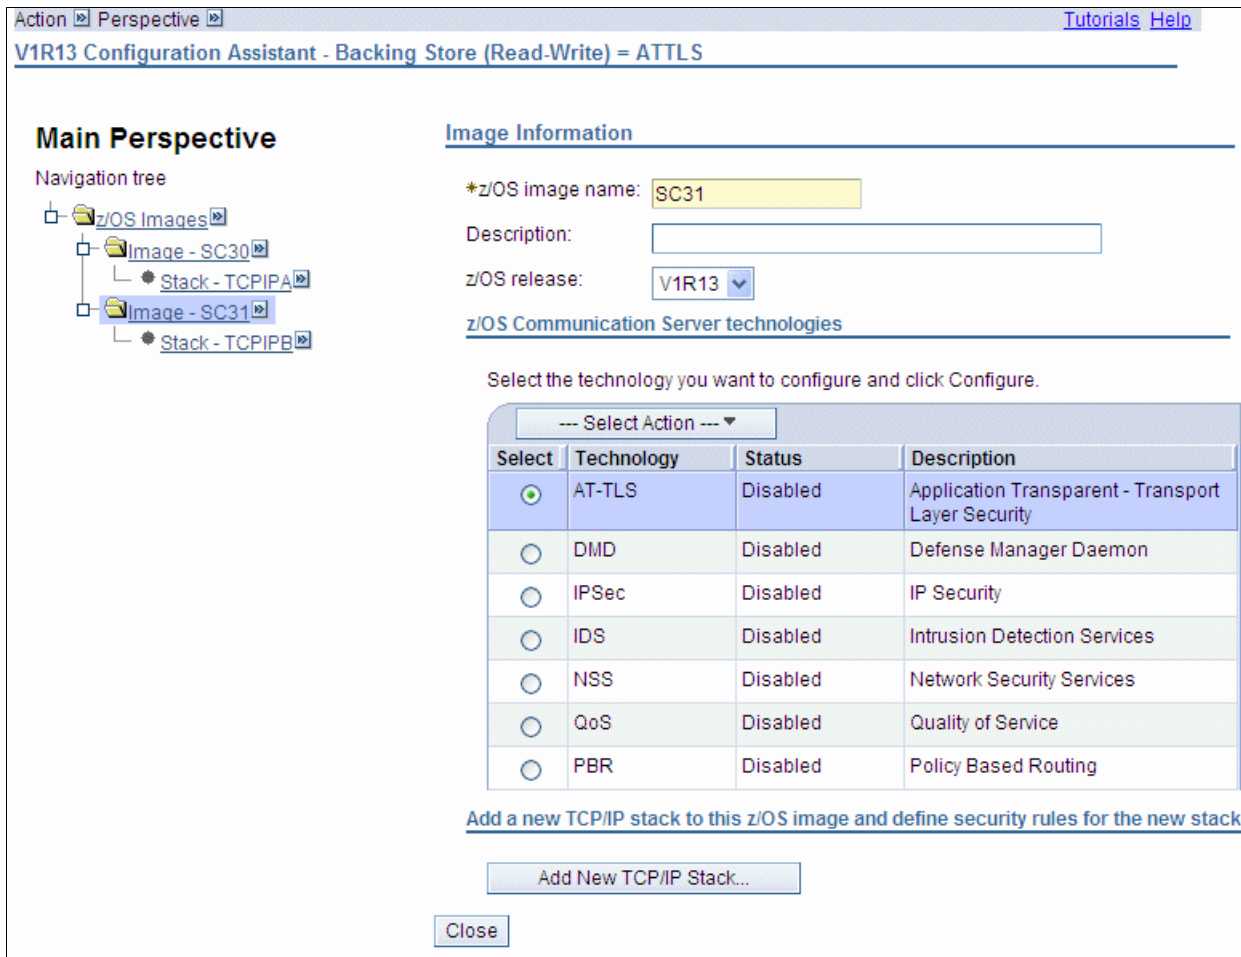 Action Perspective Tutorials Help
V1R13 Configuration Assistant - Backing Store (Read-Write) = ATTLS
Main Perspective
Navigation tree
z/OS Images
Image - SC30
Stack - TCPIPA
Image - SC31
Stack - TCPIPB
Image Information
*z/OS image name: SC31
Description:
z/OS release: V1R13
z/OS Communication Server technologies
Select the technology you want to configure and click Configure.
--- Select Action ---
Select Technology Status Description
AT-TLS Disabled Application Transparent - Transport
Layer Security
DMD Disabled Defense Manager Daemon
IPSec Disabled IP Security
IDS Disabled Intrusion Detection Services
NSS Disabled Network Security Services
QoS Disabled Quality of Service
PBR Disabled Policy Based Routing
Add a new TCP/IP stack to this z/OS image and define security rules for the new stack
Add New TCP/IP Stack...
Close